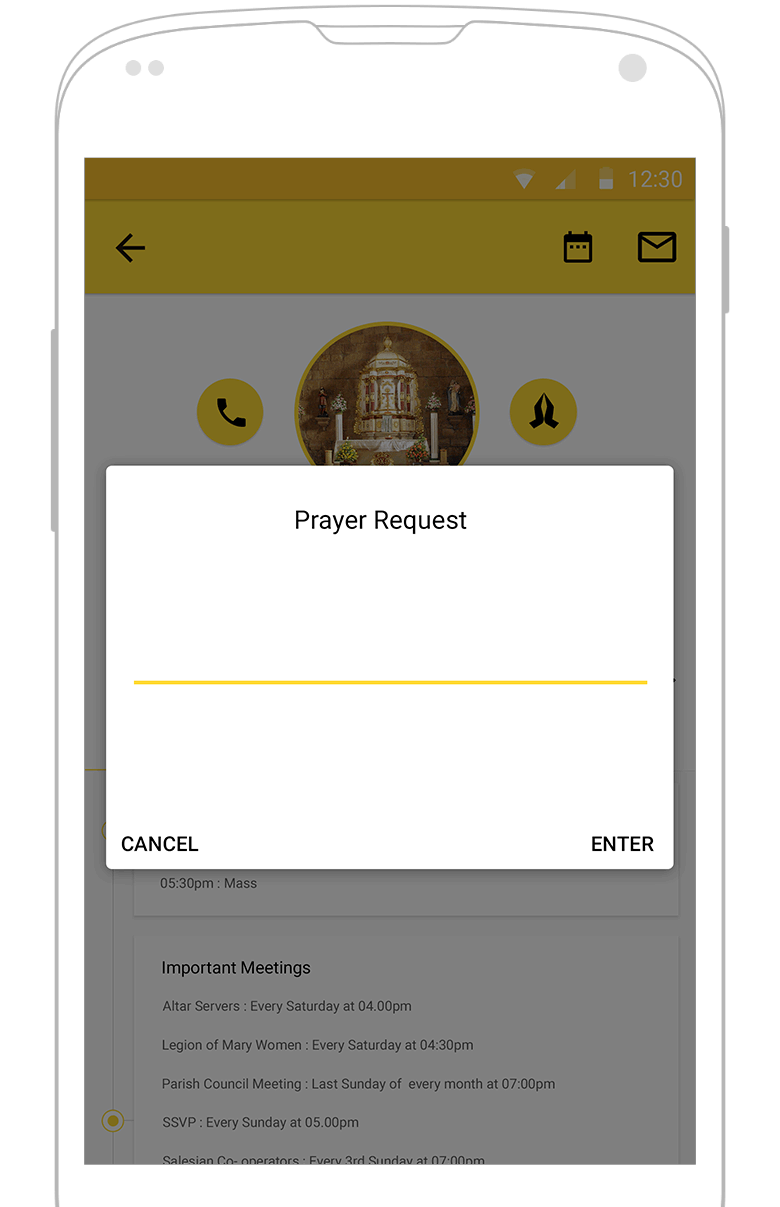 12:30
Prayer Request
CANCEL
ENTER
05:30pm : Mass
Important Meetings
Altar Servers : Every Saturday at 04.00pm
Legion of Mary Women : Every Saturday at 04:30pm
Parish Council Meeting : Last Sunday of every month at 07:00pm
SSVP : Every Sunday at 05.00pm
Salesian Co- operators : Every 3rd Sunday at 07:00pm